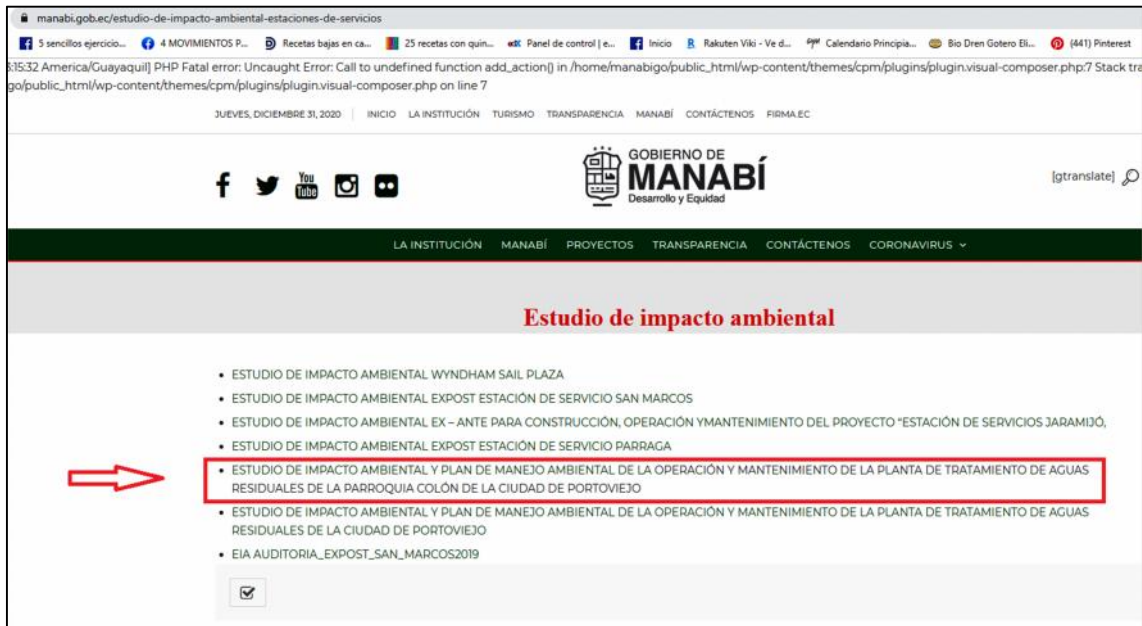 manabi.gob.ec/estudio-de-impacto-ambiental-estaciones-de-servicios
5 sencillos ejercicio... 4 MOVIMIENTOS P... Recetas bajas en ca... 25 recetas con quin... Panel de control | e... Inicio Rakuten Viki - Ve d... Calendario Principia... Bio Dren Gotero Eli... (441) Pinterest
:15:32 America/Guayaquil] PHP Fatal error: Uncaught Error: Call to undefined function add_action() in /home/manabigo/public_html/wp-content/themes/cpm/plugins/plugin.visual-composer.php:7 Stack tra
go/public_html/wp-content/themes/cpm/plugins/plugin.visual-composer.php on line 7
JUEVES, DICIEMBRE 31, 2020 | INICIO LA INSTITUCIÓN TURISMO TRANSPARENCIA MANABÍ CONTÁCTENOS FIRMA.EC
You
Tube
GOBIERNO DE
MANABÍ
Desarrollo y Equidad
[gtranslate]
LA INSTITUCIÓN MANABÍ PROYECTOS TRANSPARENCIA CONTÁCTENOS CORONAVIRUS
Estudio de impacto ambiental
• ESTUDIO DE IMPACTO AMBIENTAL WYNDHAM SAIL PLAZA
• ESTUDIO DE IMPACTO AMBIENTAL EXPOST ESTACIÓN DE SERVICIO SAN MARCOS
• ESTUDIO DE IMPACTO AMBIENTAL EX – ANTE PARA CONSTRUCCIÓN, OPERACIÓN YMANTENIMIENTO DEL PROYECTO "ESTACIÓN DE SERVICIOS JARAMIJÓ,
• ESTUDIO DE IMPACTO AMBIENTAL EXPOST ESTACIÓN DE SERVICIO PARRAGA
• ESTUDIO DE IMPACTO AMBIENTAL Y PLAN DE MANEJO AMBIENTAL DE LA OPERACIÓN Y MANTENIMIENTO DE LA PLANTA DE TRATAMIENTO DE AGUAS
RESIDUALES DE LA PARROQUIA COLÓN DE LA CIUDAD DE PORTOVIEJO
• ESTUDIO DE IMPACTO AMBIENTAL Y PLAN DE MANEJO AMBIENTAL DE LA OPERACIÓN Y MANTENIMIENTO DE LA PLANTA DE TRATAMIENTO DE AGUAS
RESIDUALES DE LA CIUDAD DE PORTOVIEJO
• EIA AUDITORIA_EXPOST_SAN_MARCOS2019